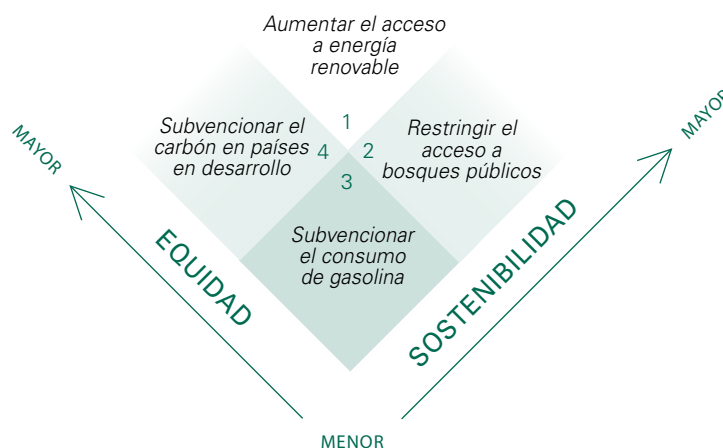 Aumentar el acceso
a energía
renovable
MAYOR
MAYOR
Subvencionar el
carbón en países
en desarrollo
1
4
2
3
Restringir el
acceso a
bosques públicos
Subvencionar
el consumo
de gasolina
EQUIDAD
SOSTENIBILIDAD
MENOR